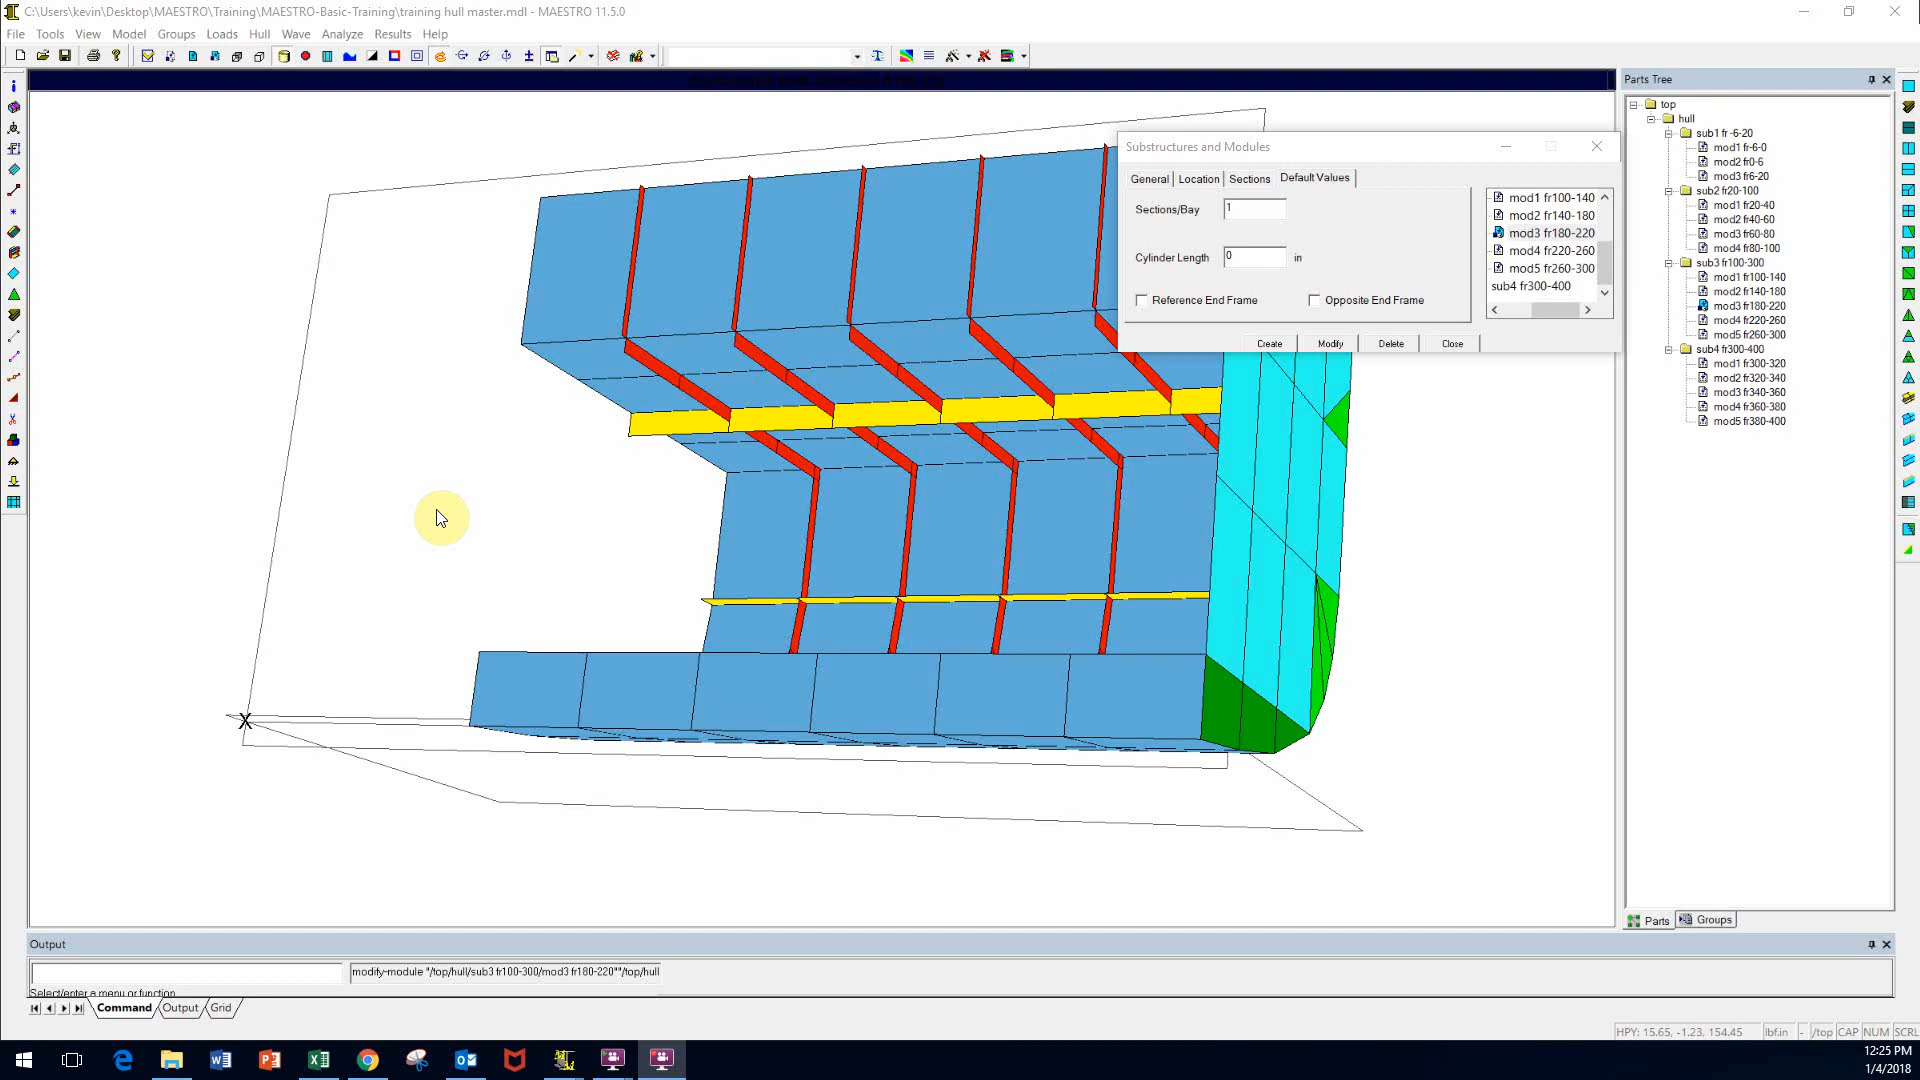 C:\Users\kevin\Desktop\MAESTRO\Training\MAESTRO-Basic-Training\training hull master.mdl - MAESTRO 11.5.0
File Tools View Model Groups Loads Hull Wave Analyze Results Help
Parts Tree
top
hull
sub1 fr -6-20
mod1 fr-6-0
mod2 fr0-6
mod3 fr6-20
sub2 fr20-100
mod1 fr20-40
mod2 fr40-60
mod3 fr60-80
mod4 fr80-100
sub3 fr100-300
mod1 fr100-140
mod2 fr140-180
mod3 fr180-220
mod4 fr220-260
mod5 fr260-300
sub4 fr300-400
mod1 fr300-320
mod2 fr320-340
mod3 fr340-360
mod4 fr360-380
mod5 fr380-400
Parts Groups
Substructures and Modules
General Location Sections Default Values
Sections/Bay 1
Cylinder Length 0 in
Reference End Frame Opposite End Frame
mod1 fr100-140
mod2 fr140-180
mod3 fr180-220
mod4 fr220-260
mod5 fr260-300
sub4 fr300-400
Create Modify Delete Close
X
Output
modify-module "/top/hull/sub3 fr100-300/mod3 fr180-220""/top/hull
Select/enter a menu or function
Command Output Grid
HPY: 15.65, -1.23, 154.45 lbf.in - /top CAP NUM SCRL
12:25 PM
1/4/2018